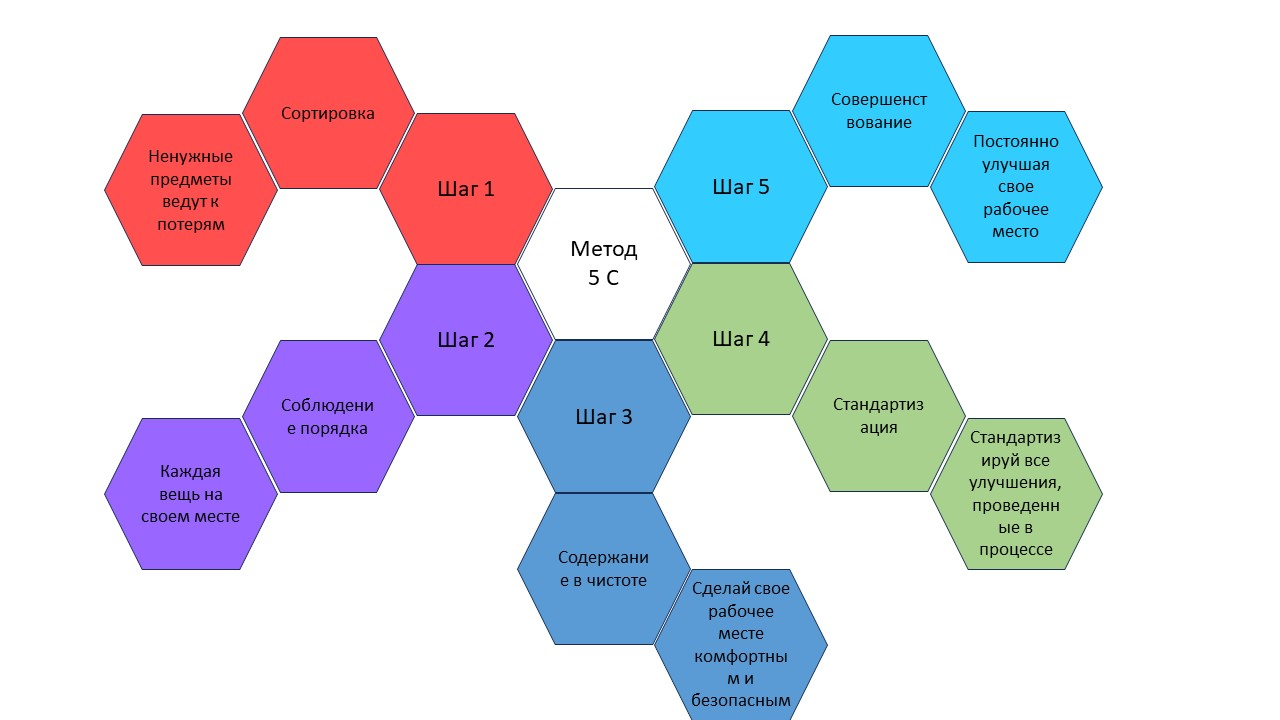 Метод
5 С
Шаг 1
Сортировка
Ненужные
предметы
ведут к
потерям
Шаг 2
Соблюдени
е порядка
Каждая
вещь на
своем месте
Шаг 3
Содержани
е в чистоте
Сделай свое
рабочее
месте
комфортны
м и
безопасным
Шаг 4
Стандартиз
ация
Стандартиз
ируй все
улучшения,
проведенн
ые в
процессе
Шаг 5
Совершенст
вование
Постоянно
улучшая
свое
рабочее
место